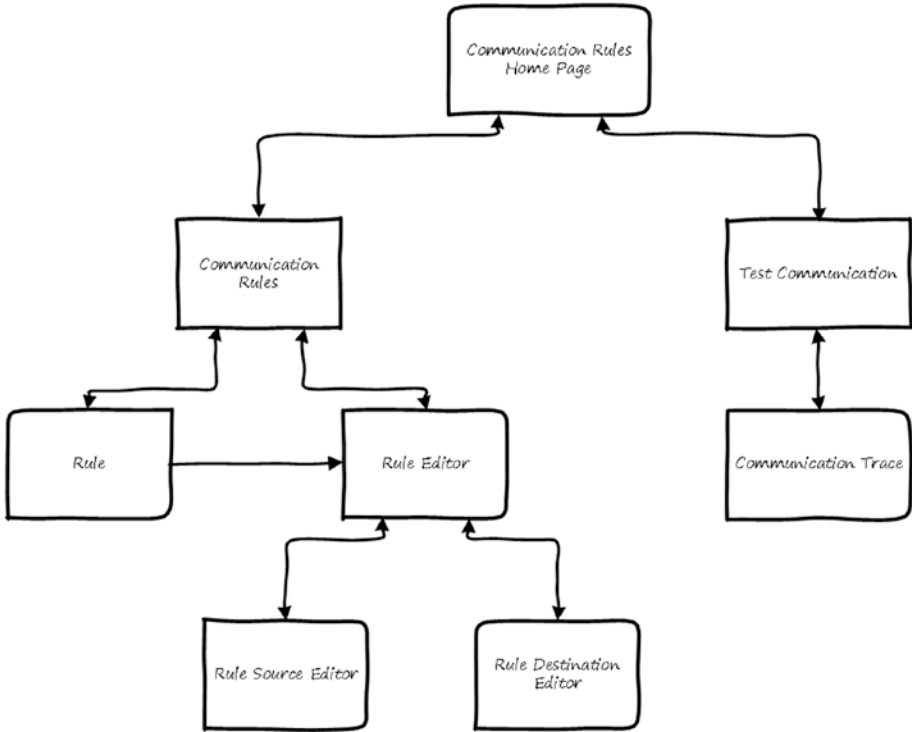 Communication Rules
Home Page
Communication
Rules
Test Communication
Rule
Rule Editor
Communication Trace
Rule Source Editor
Rule Destination
Editor